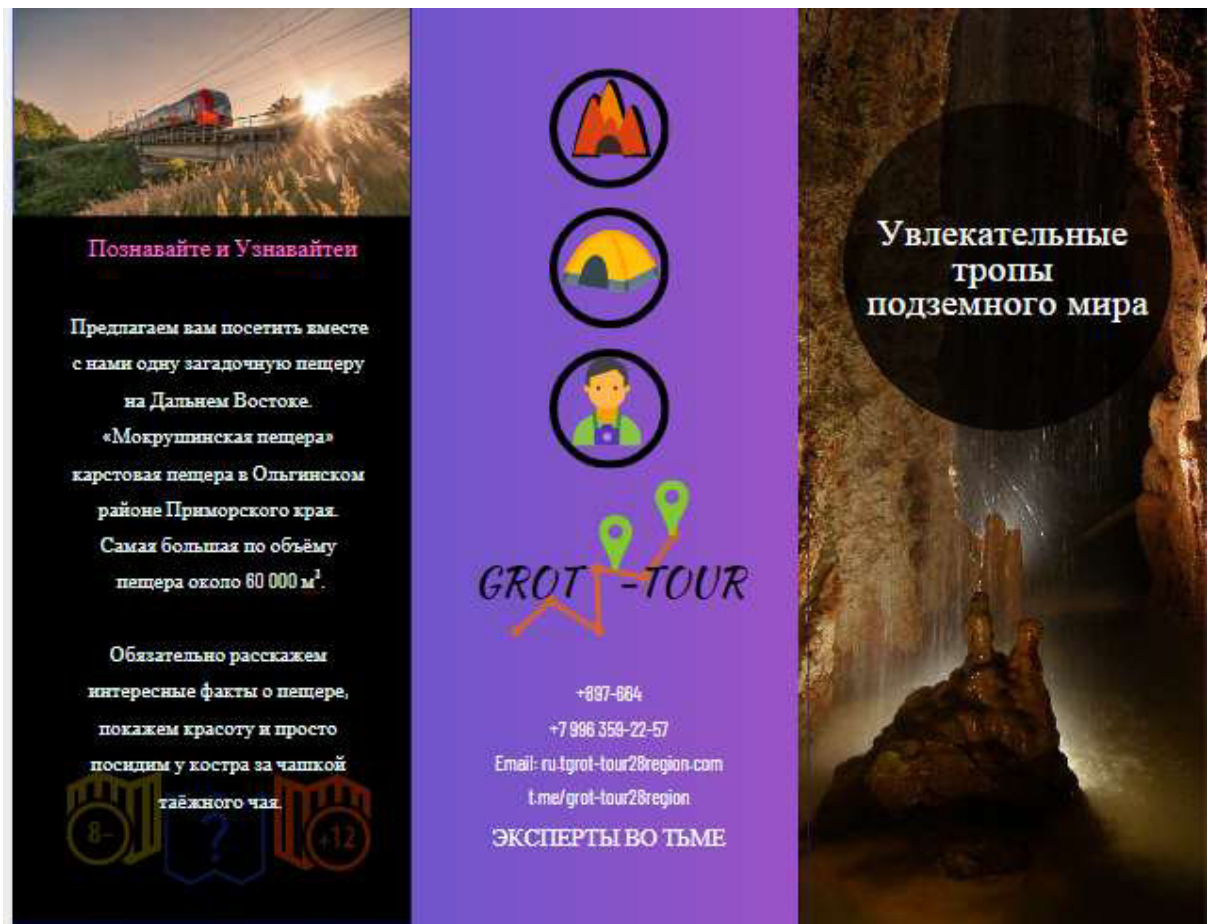 Познавайте и Узнавайтеи
Предлагаем вам посетить вместе
с нами одну загадочную пещеру
на Дальнем Востоке.
«Мокрушинская пещера»
карстовая пещера в Ольгинском
районе Приморского края.
Самая большая по объёму
пещера около 60 000 м³.
Обязательно расскажем
интересные факты о пещере,
покажем красоту и просто
посидим у костра за чашкой
таёжного чая.
8-
?
+12
GROT -TOUR
+897-664
+7 996 359-22-57
Email: ru.tgrot-tour28region.com
t.me/grot-tour28region
ЭКСПЕРТЫ ВО ТЬМЕ
Увлекательные
тропы
подземного мира